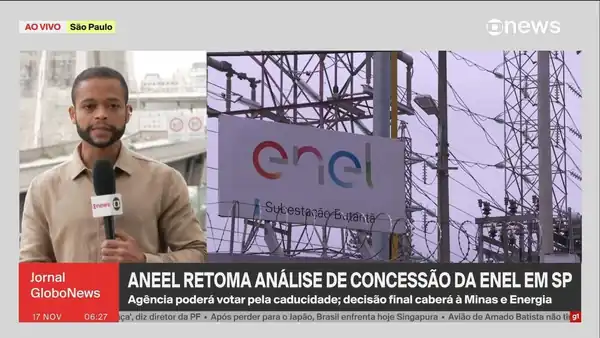 AO VIVO
São Paulo
news
enel
Subestação Butantã
news
Jornal
GloboNews
ANEEL RETOMA ANÁLISE DE CONCESSÃO DA ENEL EM SP
Agência poderá votar pela caducidade; decisão final caberá à Minas e Energia
17 NOV 06:27
diz diretor da PF • Após perder para o Japão, Brasil enfrenta hoje Singapura • Avião de Amado Batista não
g1